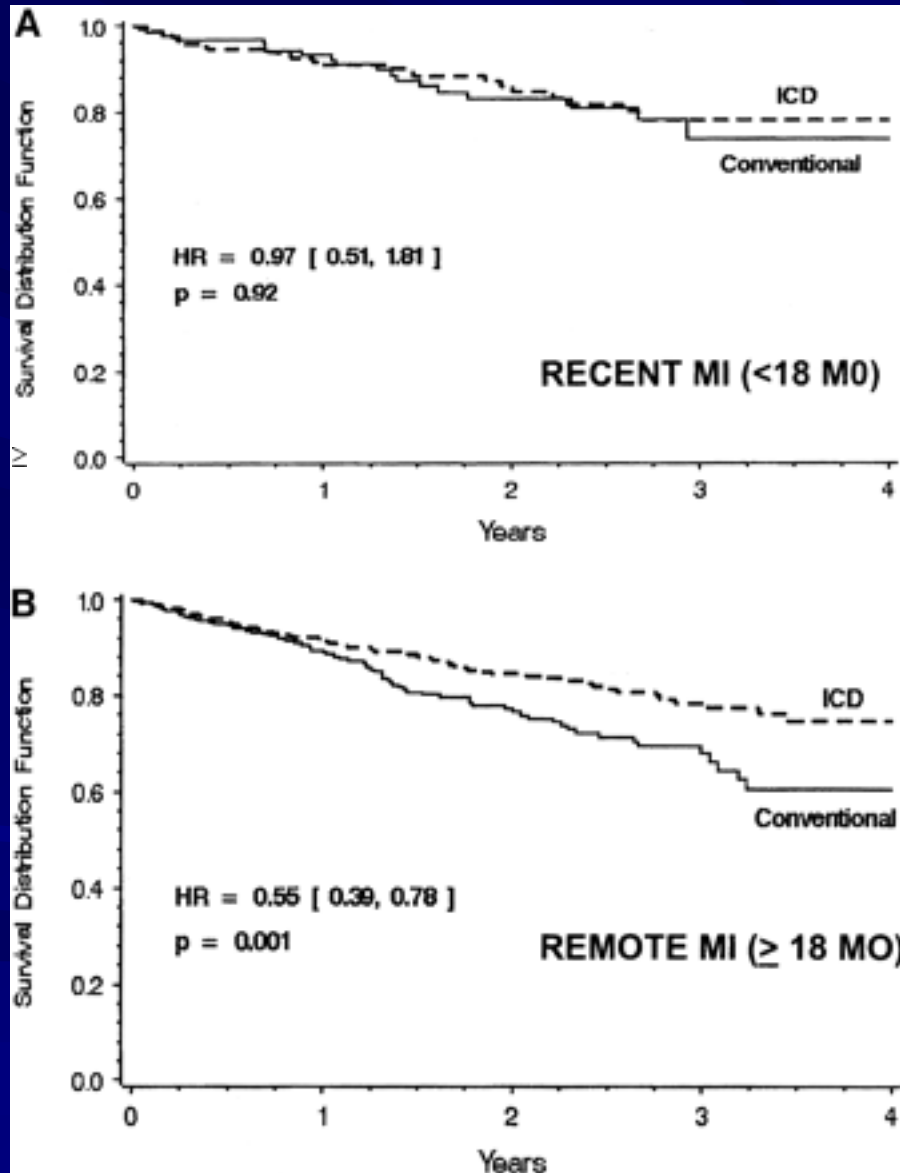 A
Survival Distribution Function
1.0
0.8
0.6
0.4
0.2
0.0
ICD
Conventional
HR = 0.97 [ 0.51, 1.81 ]
p = 0.92
RECENT MI (<18 M0)
≥
0 1 2 3 4
Years
B
Survival Distribution Function
1.0
0.8
0.6
0.4
0.2
0.0
ICD
Conventional
HR = 0.55 [ 0.39, 0.78 ]
p = 0.001
REMOTE MI (≥ 18 MO)
0 1 2 3 4
Years